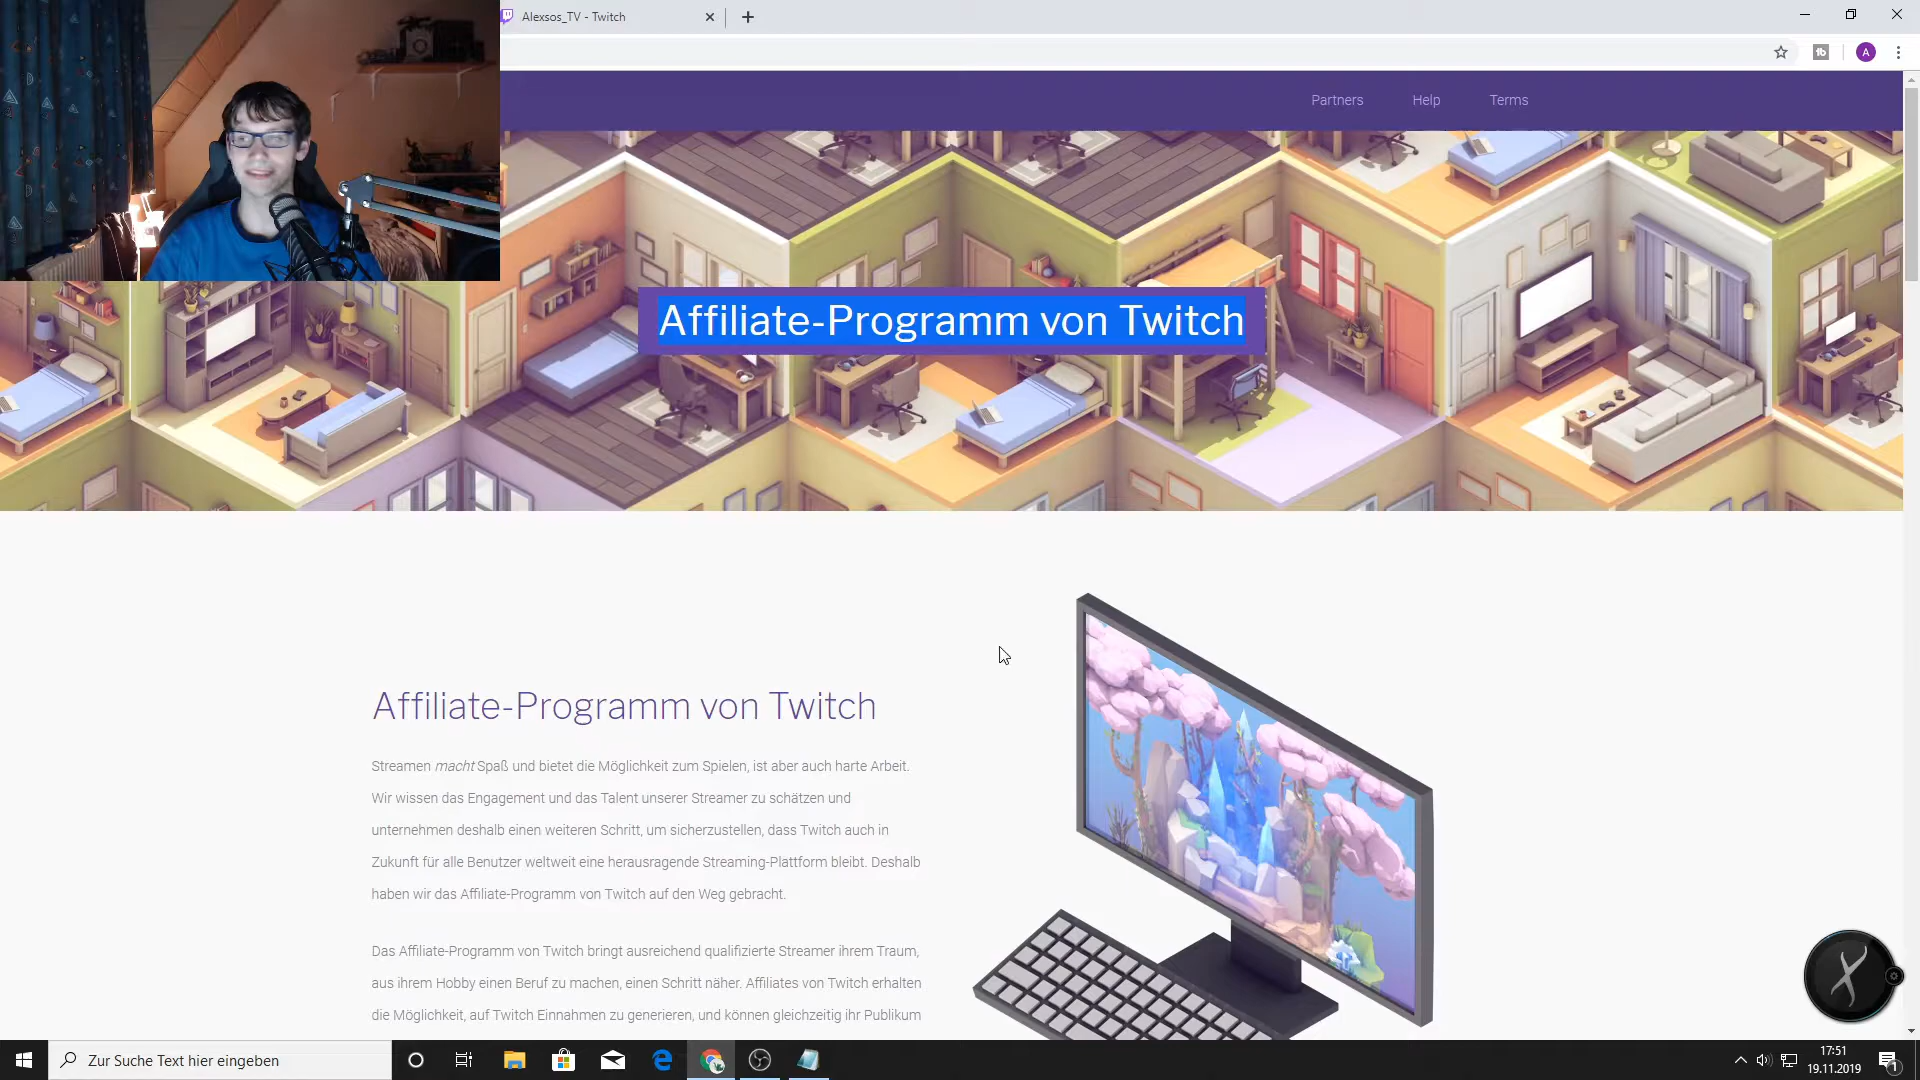 Alexsos_TV - Twitch
A
Partners
Help
Terms
Affiliate-Programm von Twitch
Affiliate-Programm von Twitch
Streamen macht Spaß und bietet die Möglichkeit zum Spielen, ist aber auch harte Arbeit.
Wir wissen das Engagement und das Talent unserer Streamer zu schätzen und
unternehmen deshalb einen weiteren Schritt, um sicherzustellen, dass Twitch auch in
Zukunft für alle Benutzer weltweit eine herausragende Streaming-Plattform bleibt. Deshalb
haben wir das Affiliate-Programm von Twitch auf den Weg gebracht.
Das Affiliate-Programm von Twitch bringt ausreichend qualifizierte Streamer ihrem Traum,
aus ihrem Hobby einen Beruf zu machen, einen Schritt näher. Affiliates von Twitch erhalten
die Möglichkeit, auf Twitch Einnahmen zu generieren, und können gleichzeitig ihr Publikum
X
Zur Suche Text hier eingeben
17:51
19.11.2019
1